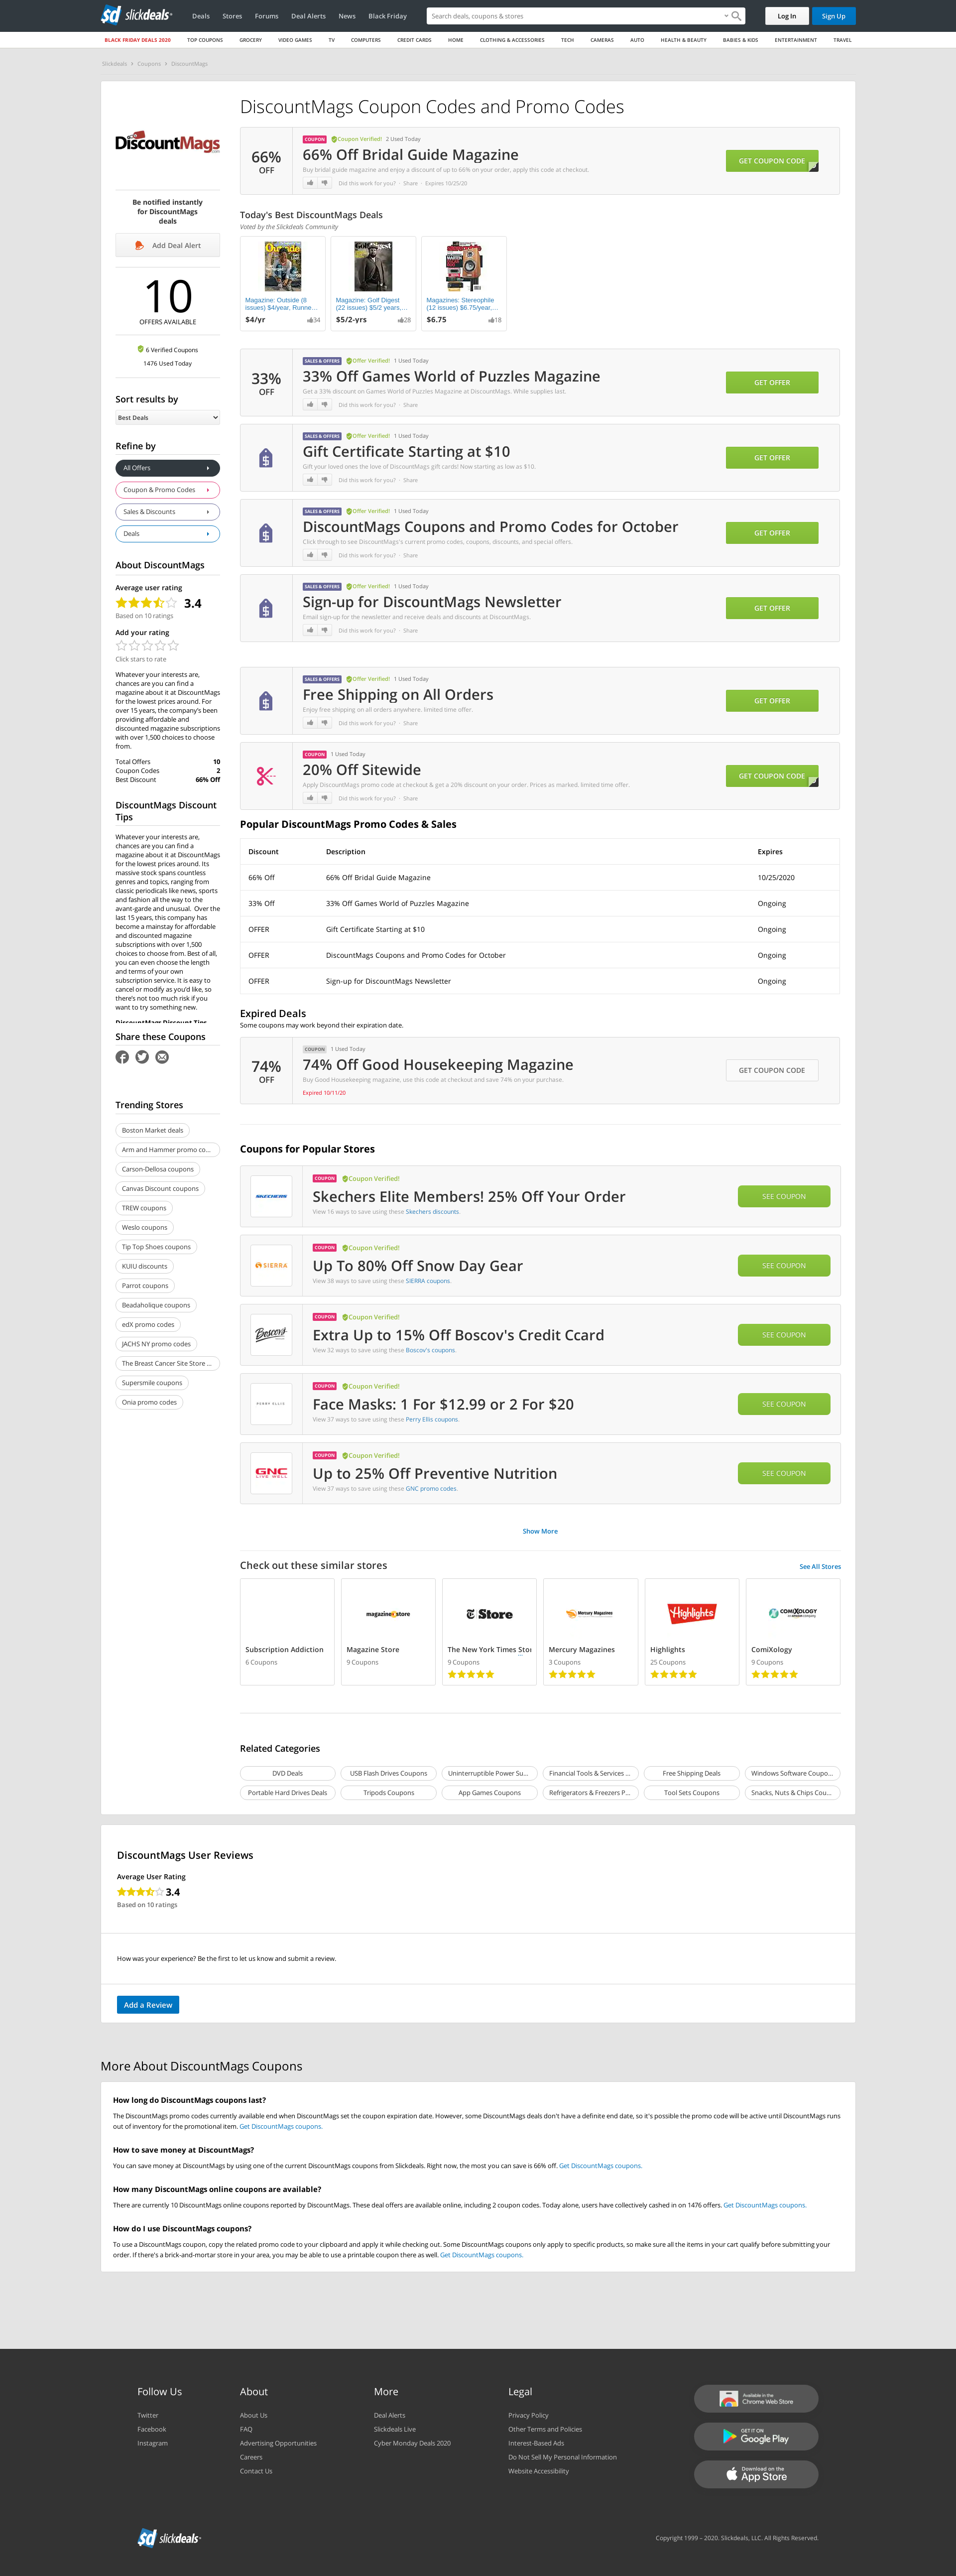 slickdeals
Deals Stores Forums Deal Alerts News Black Friday
Search deals, coupons & stores
Log In
Sign Up
BLACK FRIDAY DEALS 2020 TOP COUPONS GROCERY VIDEO GAMES TV COMPUTERS CREDIT CARDS HOME CLOTHING & ACCESSORIES TECH CAMERAS AUTO HEALTH & BEAUTY BABIES & KIDS ENTERTAINMENT TRAVEL
Slickdeals › Coupons › DiscountMags
DiscountMags
Be notified instantly
for DiscountMags
deals
Add Deal Alert
10
OFFERS AVAILABLE
6 Verified Coupons
1476 Used Today
Sort results by
Best Deals
Refine by
All Offers
Coupon & Promo Codes
Sales & Discounts
Deals
About DiscountMags
Average user rating
3.4
Based on 10 ratings
Add your rating
Click stars to rate
Whatever your interests are,
chances are you can find a
magazine about it at DiscountMags
for the lowest prices around. For
over 15 years, the company's been
providing affordable and
discounted magazine subscriptions
with over 1,500 choices to choose
from.
Total Offers 10
Coupon Codes 2
Best Discount 66% Off
DiscountMags Discount
Tips
Whatever your interests are,
chances are you can find a
magazine about it at DiscountMags
for the lowest prices around. Its
massive stock spans countless
genres and topics, ranging from
classic periodicals like news, sports
and fashion all the way to the
avant-garde and unusual.  Over the
last 15 years, this company has
become a mainstay for affordable
and discounted magazine
subscriptions with over 1,500
choices to choose from. Best of all,
you can even choose the length
and terms of your own
subscription service. It is easy to
cancel or modify as you'd like, so
there's not too much risk if you
want to try something new.
DiscountMags Discount Tips
Share these Coupons
Trending Stores
Boston Market deals
Arm and Hammer promo co...
Carson-Dellosa coupons
Canvas Discount coupons
TREW coupons
Weslo coupons
Tip Top Shoes coupons
KUIU discounts
Parrot coupons
Beadaholique coupons
edX promo codes
JACHS NY promo codes
The Breast Cancer Site Store ...
Supersmile coupons
Onia promo codes
DiscountMags Coupon Codes and Promo Codes
66%
OFF
COUPON Coupon Verified! 2 Used Today
66% Off Bridal Guide Magazine
Buy bridal guide magazine and enjoy a discount of up to 66% on your order, apply this code at checkout.
Did this work for you? · Share · Expires 10/25/20
GET COUPON CODE
Today's Best DiscountMags Deals
Voted by the Slickdeals Community
Magazine: Outside (8
issues) $4/year, Runne...
$4/yr 34
Magazine: Golf Digest
(22 issues) $5/2 years,...
$5/2-yrs 28
Magazines: Stereophile
(12 issues) $6.75/year,...
$6.75 18
33%
OFF
SALES & OFFERS Offer Verified! 1 Used Today
33% Off Games World of Puzzles Magazine
Get a 33% discount on Games World of Puzzles Magazine at DiscountMags. While supplies last.
Did this work for you? · Share
GET OFFER
SALES & OFFERS Offer Verified! 1 Used Today
Gift Certificate Starting at $10
Gift your loved ones the love of DiscountMags gift cards! Now starting as low as $10.
Did this work for you? · Share
GET OFFER
SALES & OFFERS Offer Verified! 1 Used Today
DiscountMags Coupons and Promo Codes for October
Click through to see DiscountMags's current promo codes, coupons, discounts, and special offers.
Did this work for you? · Share
GET OFFER
SALES & OFFERS Offer Verified! 1 Used Today
Sign-up for DiscountMags Newsletter
Email sign-up for the newsletter and receive deals and discounts at DiscountMags.
Did this work for you? · Share
GET OFFER
SALES & OFFERS Offer Verified! 1 Used Today
Free Shipping on All Orders
Enjoy free shipping on all orders anywhere. limited time offer.
Did this work for you? · Share
GET OFFER
COUPON 1 Used Today
20% Off Sitewide
Apply DiscountMags promo code at checkout & get a 20% discount on your order. Prices as marked. limited time offer.
Did this work for you? · Share
GET COUPON CODE
Popular DiscountMags Promo Codes & Sales
Discount Description Expires
66% Off 66% Off Bridal Guide Magazine 10/25/2020
33% Off 33% Off Games World of Puzzles Magazine Ongoing
OFFER Gift Certificate Starting at $10 Ongoing
OFFER DiscountMags Coupons and Promo Codes for October Ongoing
OFFER Sign-up for DiscountMags Newsletter Ongoing
Expired Deals
Some coupons may work beyond their expiration date.
74%
OFF
COUPON 1 Used Today
74% Off Good Housekeeping Magazine
Buy Good Housekeeping magazine, use this code at checkout and save 74% on your purchase.
Expired 10/11/20
GET COUPON CODE
Coupons for Popular Stores
SKECHERS
COUPON Coupon Verified!
Skechers Elite Members! 25% Off Your Order
View 16 ways to save using these Skechers discounts.
SEE COUPON
SIERRA
COUPON Coupon Verified!
Up To 80% Off Snow Day Gear
View 38 ways to save using these SIERRA coupons.
SEE COUPON
Boscov's
COUPON Coupon Verified!
Extra Up to 15% Off Boscov's Credit Ccard
View 32 ways to save using these Boscov's coupons.
SEE COUPON
PERRY ELLIS
COUPON Coupon Verified!
Face Masks: 1 For $12.99 or 2 For $20
View 37 ways to save using these Perry Ellis coupons.
SEE COUPON
GNC
LIVE WELL
COUPON Coupon Verified!
Up to 25% Off Preventive Nutrition
View 37 ways to save using these GNC promo codes.
SEE COUPON
Show More
Check out these similar stores
See All Stores
Subscription Addiction
6 Coupons
magazine store
Magazine Store
9 Coupons
Store
The New York Times Stor
9 Coupons
Mercury Magazines
Mercury Magazines
3 Coupons
Highlights
Highlights
25 Coupons
COMIXOLOGY
ComiXology
9 Coupons
Related Categories
DVD Deals
USB Flash Drives Coupons
Uninterruptible Power Su...
Financial Tools & Services ...
Free Shipping Deals
Windows Software Coupo...
Portable Hard Drives Deals
Tripods Coupons
App Games Coupons
Refrigerators & Freezers P...
Tool Sets Coupons
Snacks, Nuts & Chips Cou...
DiscountMags User Reviews
Average User Rating
3.4
Based on 10 ratings
How was your experience? Be the first to let us know and submit a review.
Add a Review
More About DiscountMags Coupons
How long do DiscountMags coupons last?
The DiscountMags promo codes currently available end when DiscountMags set the coupon expiration date. However, some DiscountMags deals don't have a definite end date, so it's possible the promo code will be active until DiscountMags runs
out of inventory for the promotional item. Get DiscountMags coupons.
How to save money at DiscountMags?
You can save money at DiscountMags by using one of the current DiscountMags coupons from Slickdeals. Right now, the most you can save is 66% off. Get DiscountMags coupons.
How many DiscountMags online coupons are available?
There are currently 10 DiscountMags online coupons reported by DiscountMags. These deal offers are available online, including 2 coupon codes. Today alone, users have collectively cashed in on 1476 offers. Get DiscountMags coupons.
How do I use DiscountMags coupons?
To use a DiscountMags coupon, copy the related promo code to your clipboard and apply it while checking out. Some DiscountMags coupons only apply to specific products, so make sure all the items in your cart qualify before submitting your
order. If there's a brick-and-mortar store in your area, you may be able to use a printable coupon there as well. Get DiscountMags coupons.
Follow Us
Twitter
Facebook
Instagram
About
About Us
FAQ
Advertising Opportunities
Careers
Contact Us
More
Deal Alerts
Slickdeals Live
Cyber Monday Deals 2020
Legal
Privacy Policy
Other Terms and Policies
Interest-Based Ads
Do Not Sell My Personal Information
Website Accessibility
Available in the
Chrome Web Store
GET IT ON
Google Play
Download on the
App Store
slickdeals
Copyright 1999 – 2020. Slickdeals, LLC. All Rights Reserved.